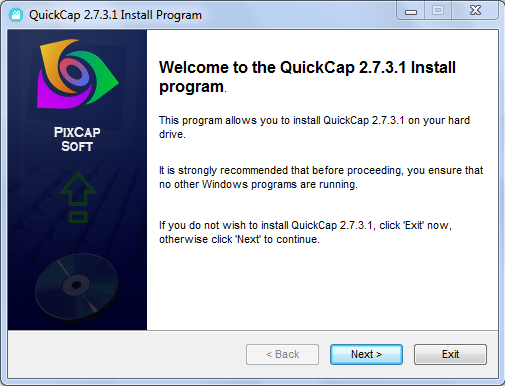 QuickCap 2.7.3.1 Install Program
PIXCAP
SOFT
Welcome to the QuickCap 2.7.3.1 Install
program.
This program allows you to install QuickCap 2.7.3.1 on your hard
drive.
It is strongly recommended that before proceeding, you ensure that
no other Windows programs are running.
If you do not wish to install QuickCap 2.7.3.1, click 'Exit' now,
otherwise click 'Next' to continue.
< Back
Next >
Exit